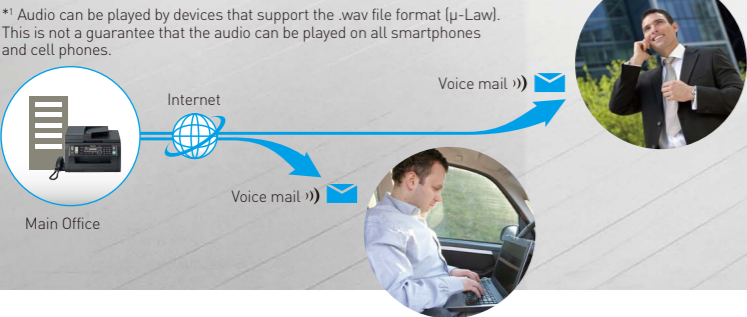 *¹ Audio can be played by devices that support the .wav file format (µ-Law).
This is not a guarantee that the audio can be played on all smartphones
and cell phones.
Voice mail
Internet
Voice mail
Main Office